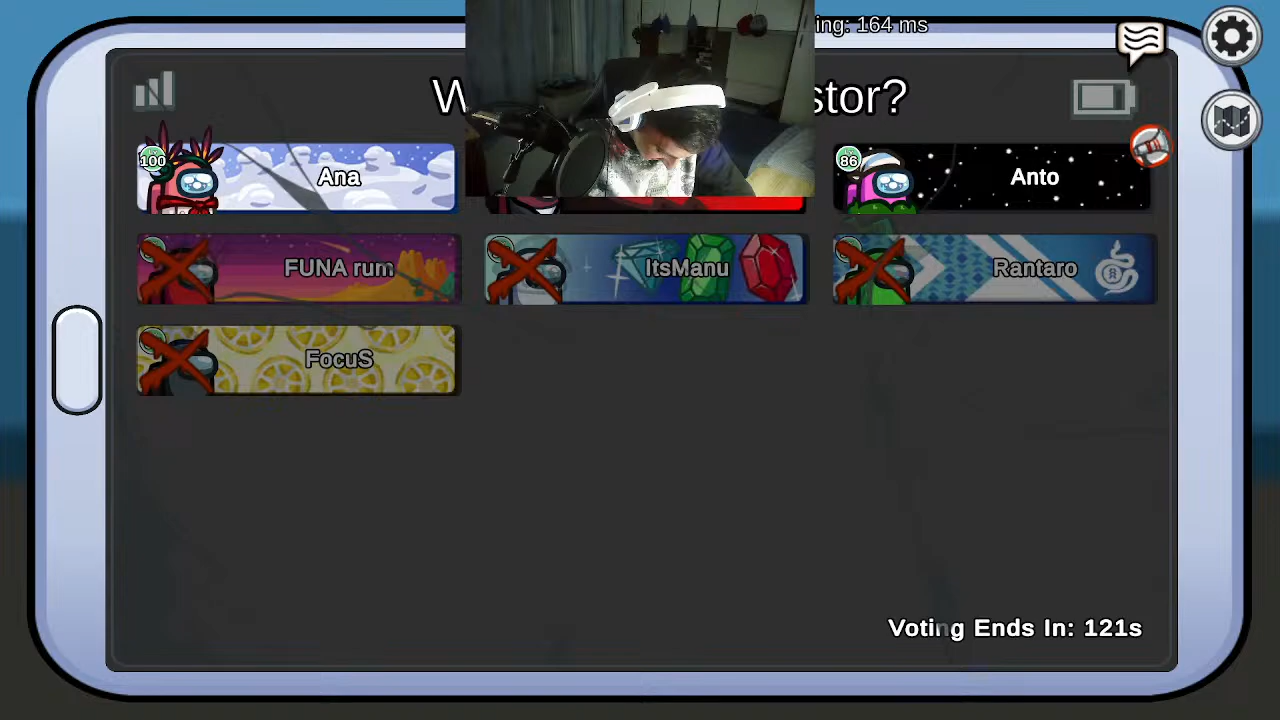 ing: 164 ms
W stor?
100
Ana
86
Anto
FUNA rum
ItsManu
Rantaro
FocuS
Voting Ends In: 121s